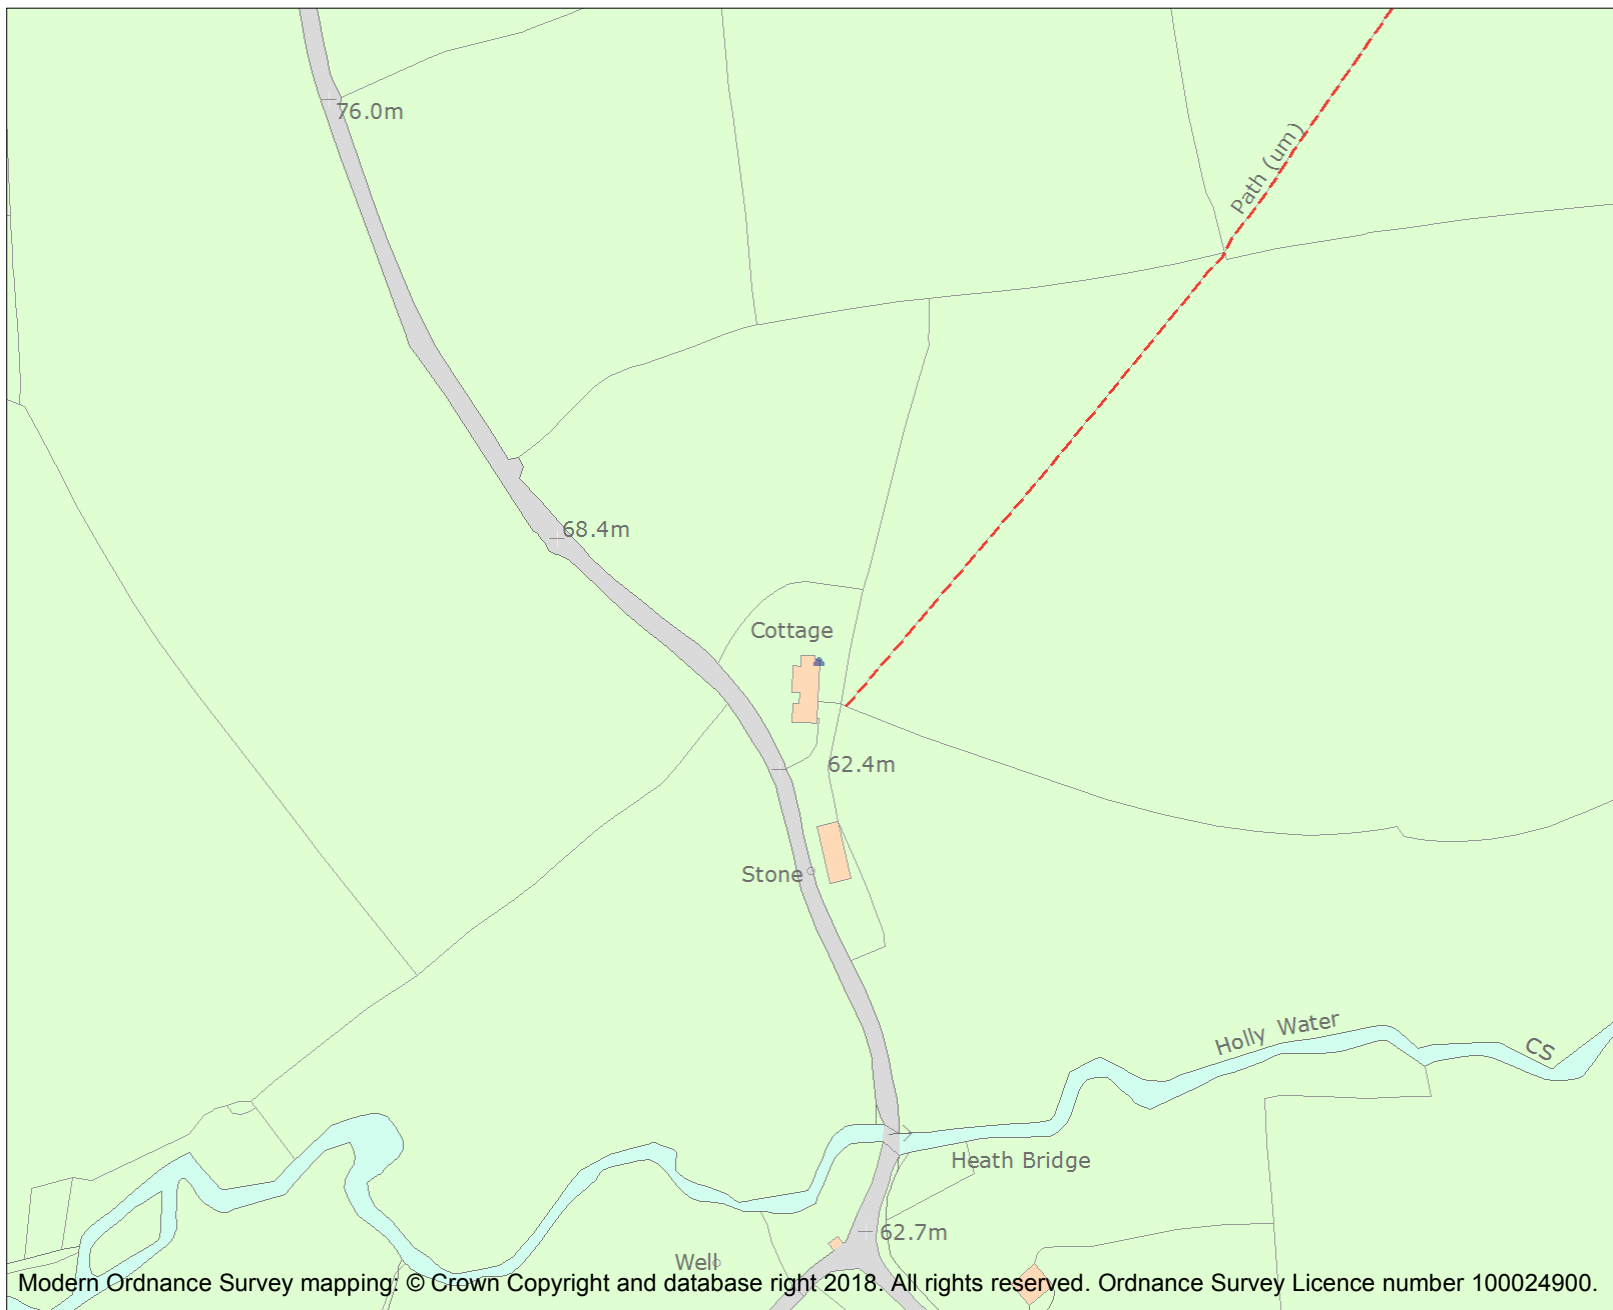 76.0m
Path (um)
68.4m
Cottage
62.4m
Stone
Holly Water
CS
Heath Bridge
62.7m
Well
Modern Ordnance Survey mapping: © Crown Copyright and database right 2018. All rights reserved. Ordnance Survey Licence number 100024900.